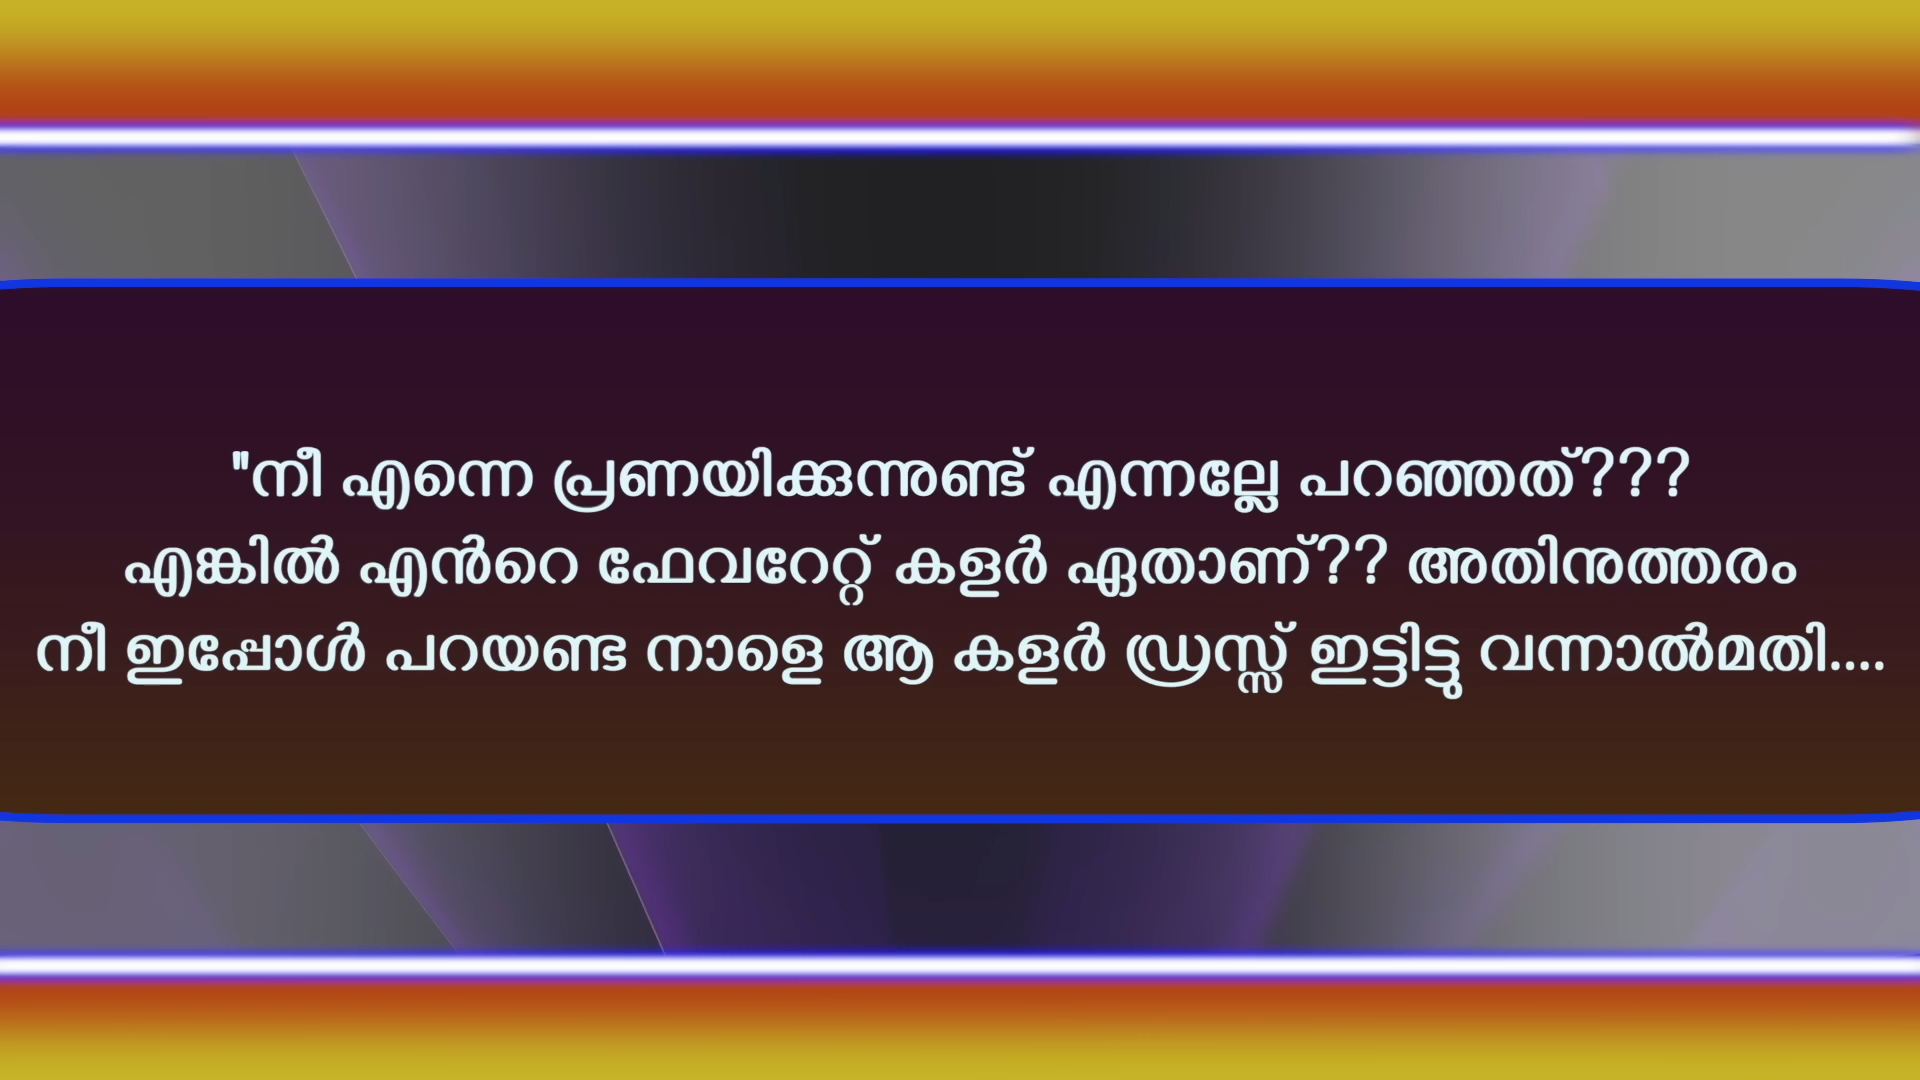 "നീ എന്നെ പ്രണയിക്കുന്നുണ്ട് എന്നല്ലേ പറഞ്ഞത്???
എങ്കിൽ എൻറെ ഫേവറേറ്റ് കളർ ഏതാണ്?? അതിനുത്തരം
നീ ഇപ്പോൾ പറയണ്ട നാളെ ആ കളർ ഡ്രസ്സ് ഇട്ടിട്ടു വന്നാൽമതി....